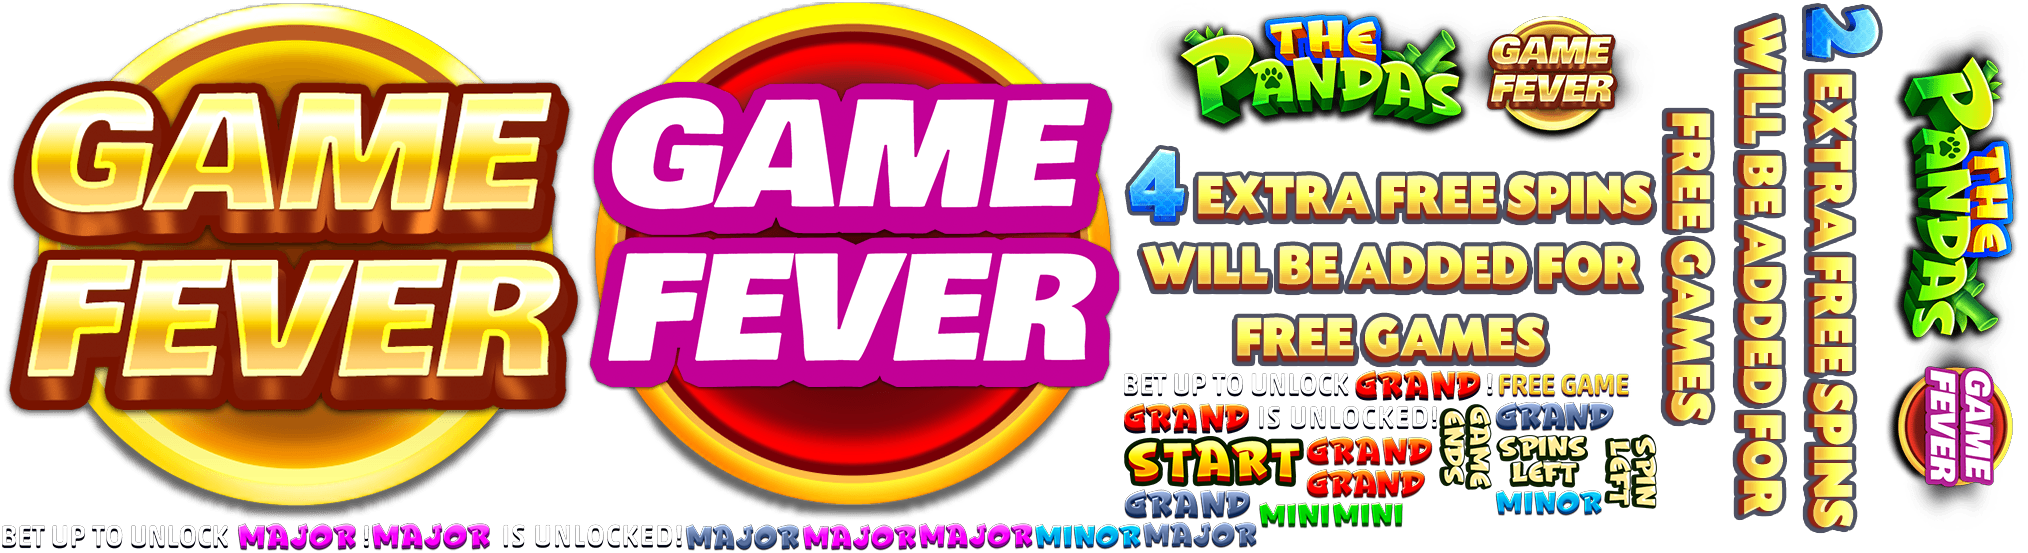 GAME
FEVER
GAME
FEVER
THE
PANDAS
GAME
FEVER
4 EXTRA FREE SPINS
WILL BE ADDED FOR
FREE GAMES
BET UP TO UNLOCK GRAND !
FREE GAME
GRAND IS UNLOCKED!
GAME
ENDS
GRAND
START
GRAND
GRAND
SPINS
LEFT
SPIN
LEFT
GRAND
MINI
MINI
MINOR
BET UP TO UNLOCK MAJOR !
MAJOR IS UNLOCKED!
MAJOR
MAJOR
MAJOR
MINOR
MAJOR
2 EXTRA FREE SPINS
WILL BE ADDED FOR
FREE GAMES
THE
PANDAS
GAME
FEVER